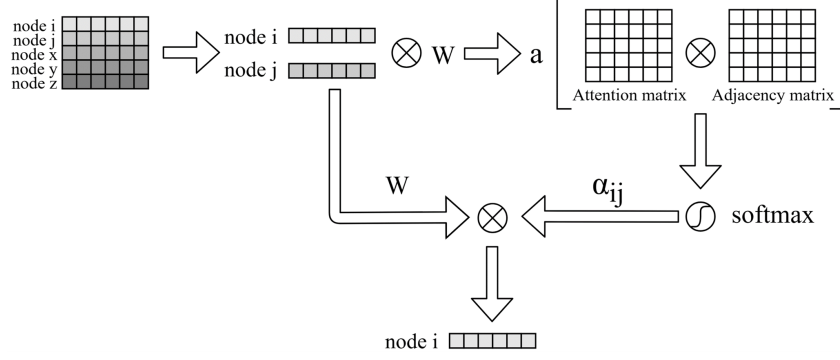 node i
node j
node x
node y
node z
node i
node j
W
a
Attention matrix
Adjacency matrix
W
αij
softmax
node i